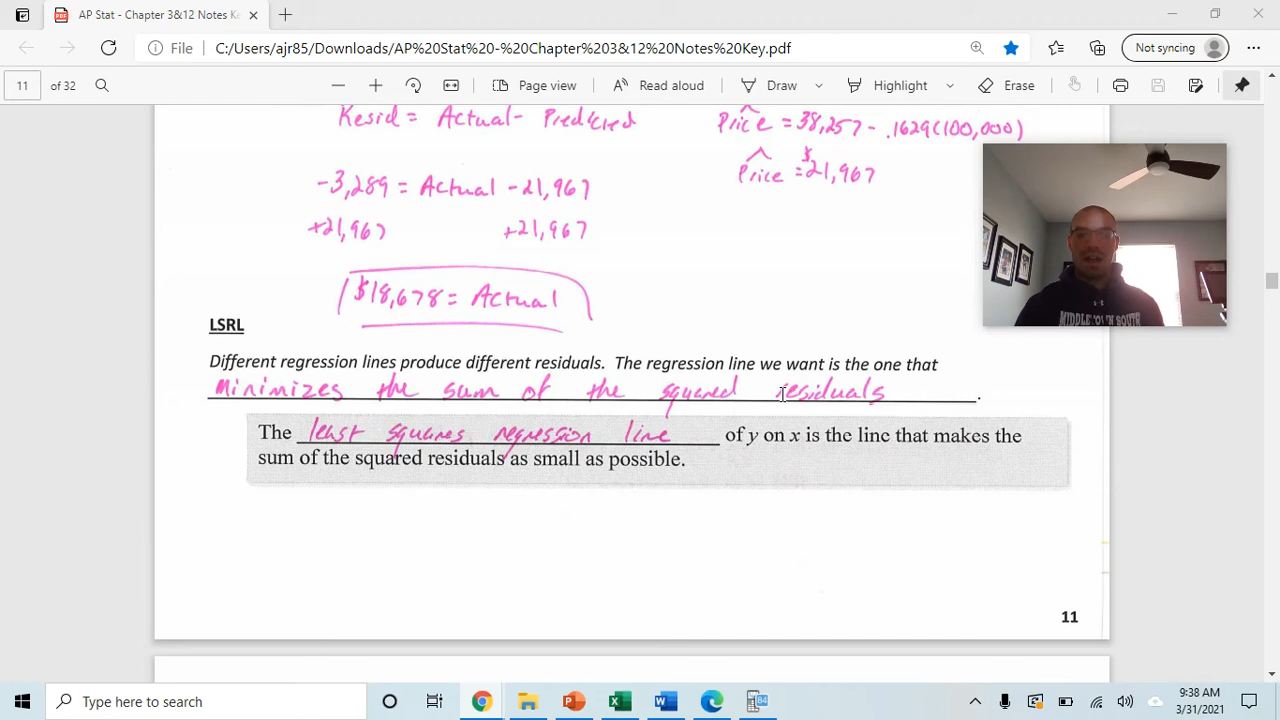 AP Stat - Chapter 3&12 Notes K
File C:/Users/ajr85/Downloads/AP%20Stat%20-%20Chapter%203&12%20Notes%20Key.pdf Not syncing
11 of 32 Page view Read aloud Draw Highlight Erase
Resid = Actual - Predicted
Price = 38,257 - .1629(100,000)
Price = $21,967
-3,289 = Actual - 21,967
+21,967 +21,967
$18,678 = Actual
LSRL
Different regression lines produce different residuals. The regression line we want is the one that
Minimizes the sum of the squared residuals.
The least squares regression line of y on x is the line that makes the
sum of the squared residuals as small as possible.
MIDDLETOWN SOUTH
11
Type here to search
84
9:38 AM
3/31/2021